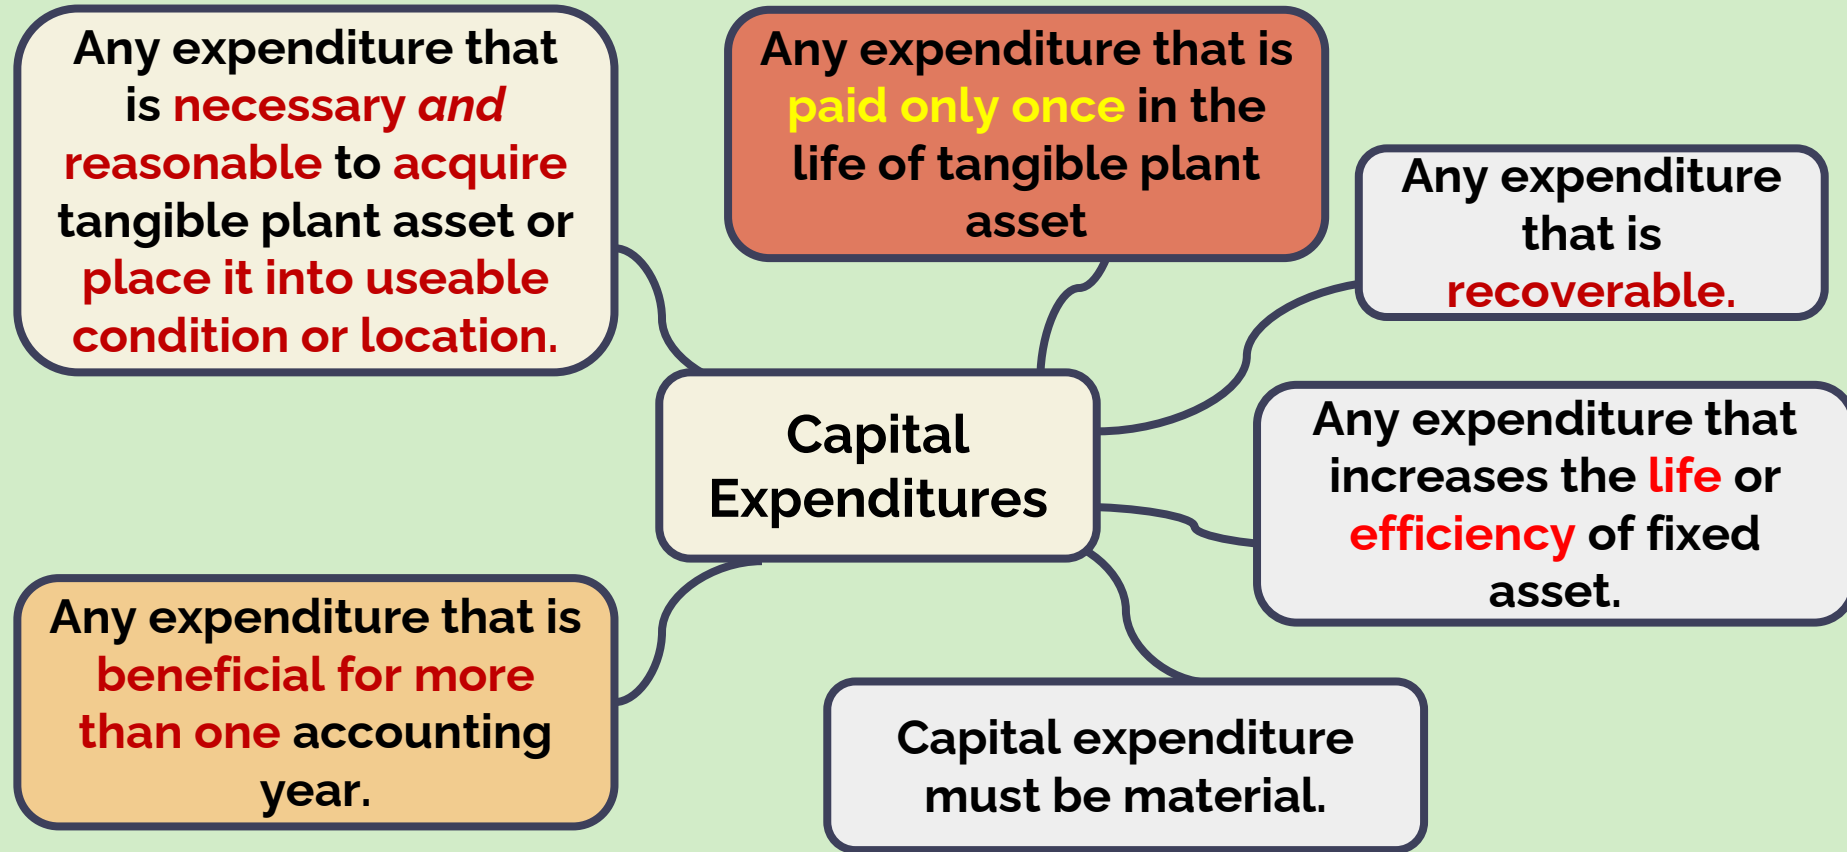 Any expenditure that
is necessary and
reasonable to acquire
tangible plant asset or
place it into useable
condition or location.
Any expenditure that is
paid only once in the
life of tangible plant
asset
Any expenditure
that is
recoverable.
Capital
Expenditures
Any expenditure that
increases the life or
efficiency of fixed
asset.
Any expenditure that is
beneficial for more
than one accounting
year.
Capital expenditure
must be material.